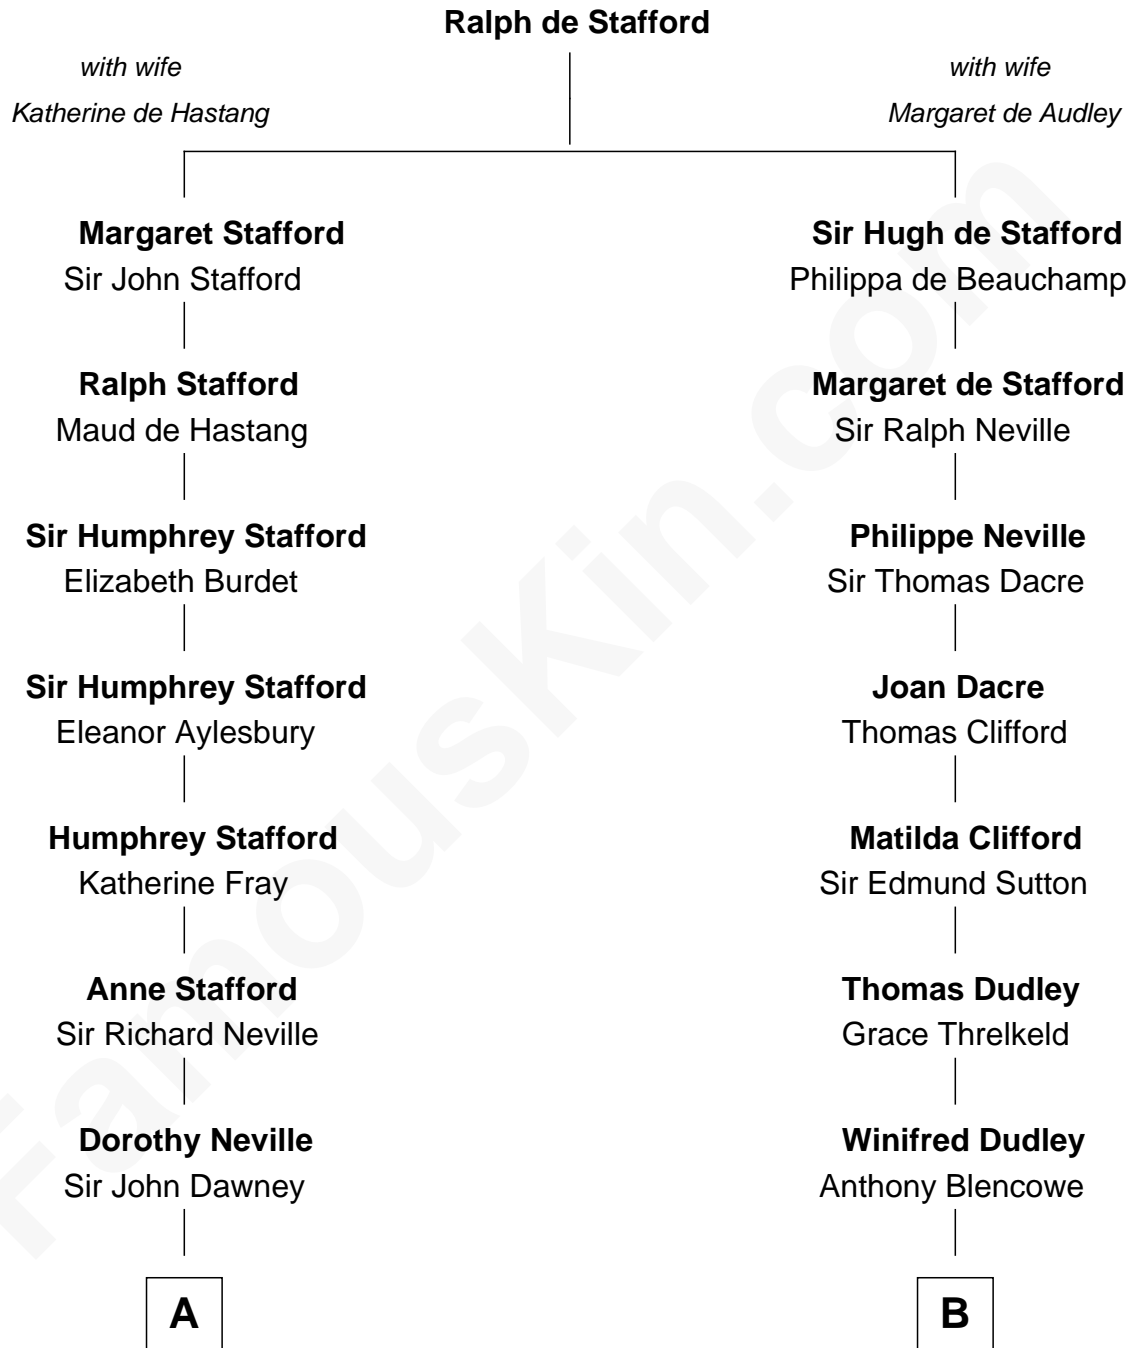 Ralph de Stafford
with wife
Katherine de Hastang
with wife
Margaret de Audley
Margaret Stafford
Sir John Stafford
Sir Hugh de Stafford
Philippa de Beauchamp
Ralph Stafford
Maud de Hastang
Margaret de Stafford
Sir Ralph Neville
Sir Humphrey Stafford
Elizabeth Burdet
Philippe Neville
Sir Thomas Dacre
Sir Humphrey Stafford
Eleanor Aylesbury
Joan Dacre
Thomas Clifford
Humphrey Stafford
Katherine Fray
Matilda Clifford
Sir Edmund Sutton
Anne Stafford
Sir Richard Neville
Thomas Dudley
Grace Threlkeld
Dorothy Neville
Sir John Dawney
Winifred Dudley
Anthony Blencowe
A
B
FamousKin.com